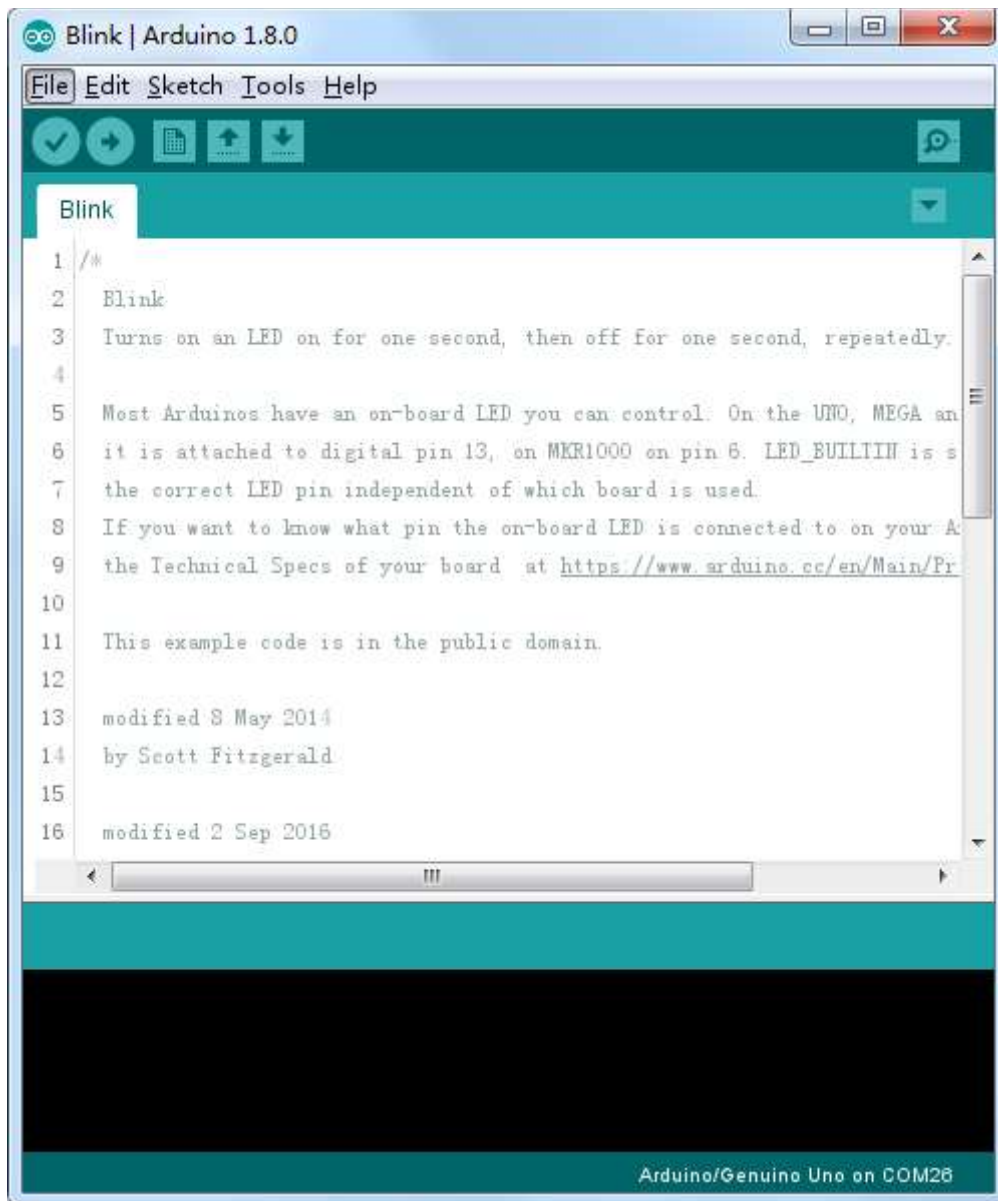 Blink | Arduino 1.8.0
File Edit Sketch Tools Help
Blink
1 /*
2 Blink
3 Turns on an LED on for one second, then off for one second, repeatedly.
4
5 Most Arduinos have an on-board LED you can control. On the UNO, MEGA an
6 it is attached to digital pin 13, on MKR1000 on pin 6. LED_BUILTIN is s
7 the correct LED pin independent of which board is used.
8 If you want to know what pin the on-board LED is connected to on your A
9 the Technical Specs of your board at https://www.arduino.cc/en/Main/Pr
10
11 This example code is in the public domain.
12
13 modified 8 May 2014
14 by Scott Fitzgerald
15
16 modified 2 Sep 2016
Arduino/Genuino Uno on COM26